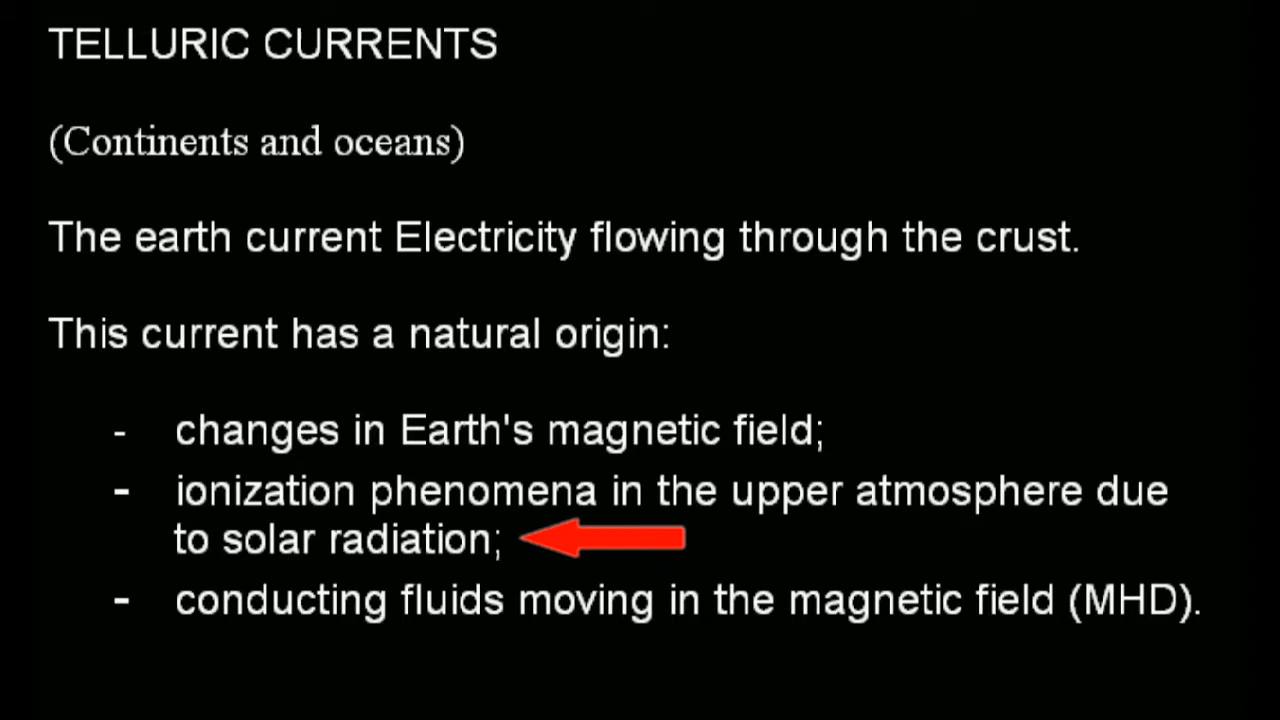 TELLURIC CURRENTS
(Continents and oceans)
The earth current Electricity flowing through the crust.
This current has a natural origin:
- changes in Earth's magnetic field;
- ionization phenomena in the upper atmosphere due
to solar radiation;
- conducting fluids moving in the magnetic field (MHD).